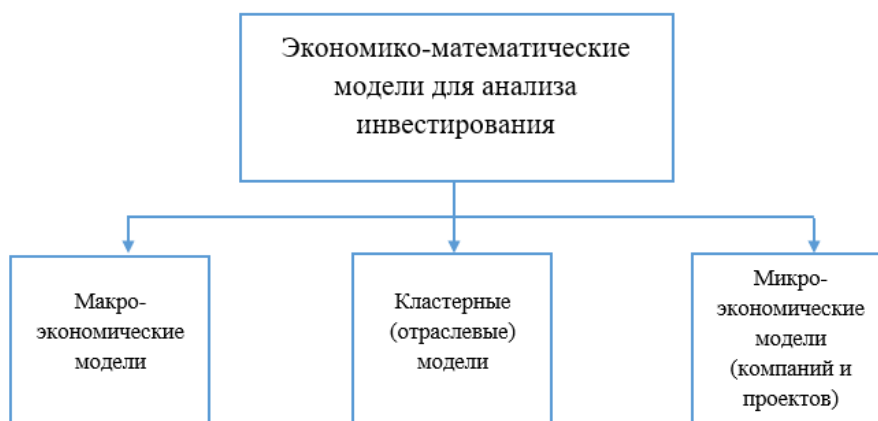 Экономико-математические
модели для анализа
инвестирования
Макро-
экономические
модели
Кластерные
(отраслевые)
модели
Микро-
экономические
модели
(компаний и
проектов)